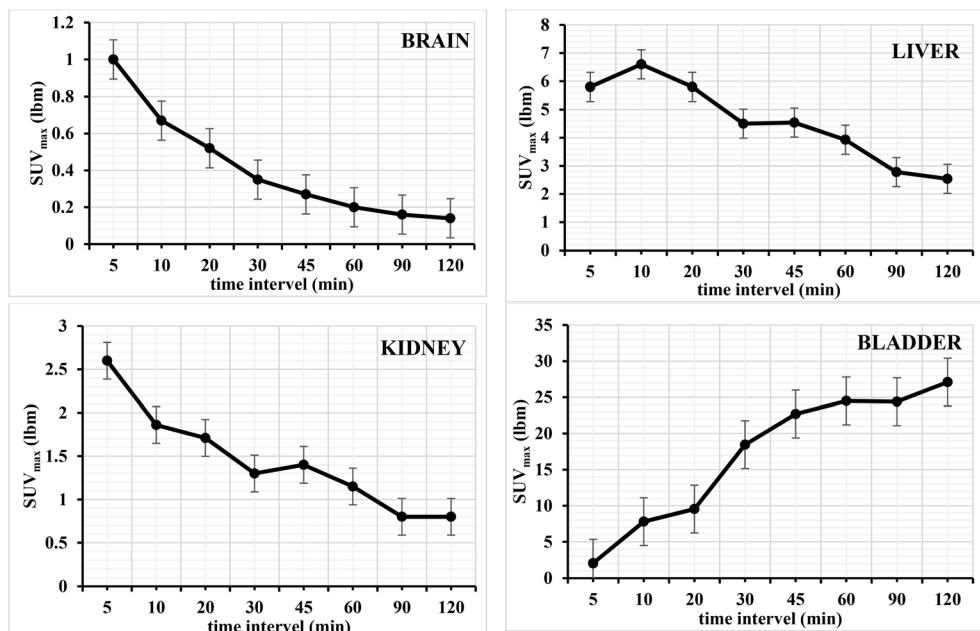 BRAIN
SUVmax (lbm)
1.2
1
0.8
0.6
0.4
0.2
0
5 10 20 30 45 60 90 120
time intervel (min)
LIVER
SUVmax (lbm)
8
7
6
5
4
3
2
1
0
5 10 20 30 45 60 90 120
time intervel (min)
KIDNEY
SUVmax (lbm)
3
2.5
2
1.5
1
0.5
0
5 10 20 30 45 60 90 120
time intervel (min)
BLADDER
SUVmax (lbm)
35
30
25
20
15
10
5
0
5 10 20 30 45 60 90 120
time intervel (min)